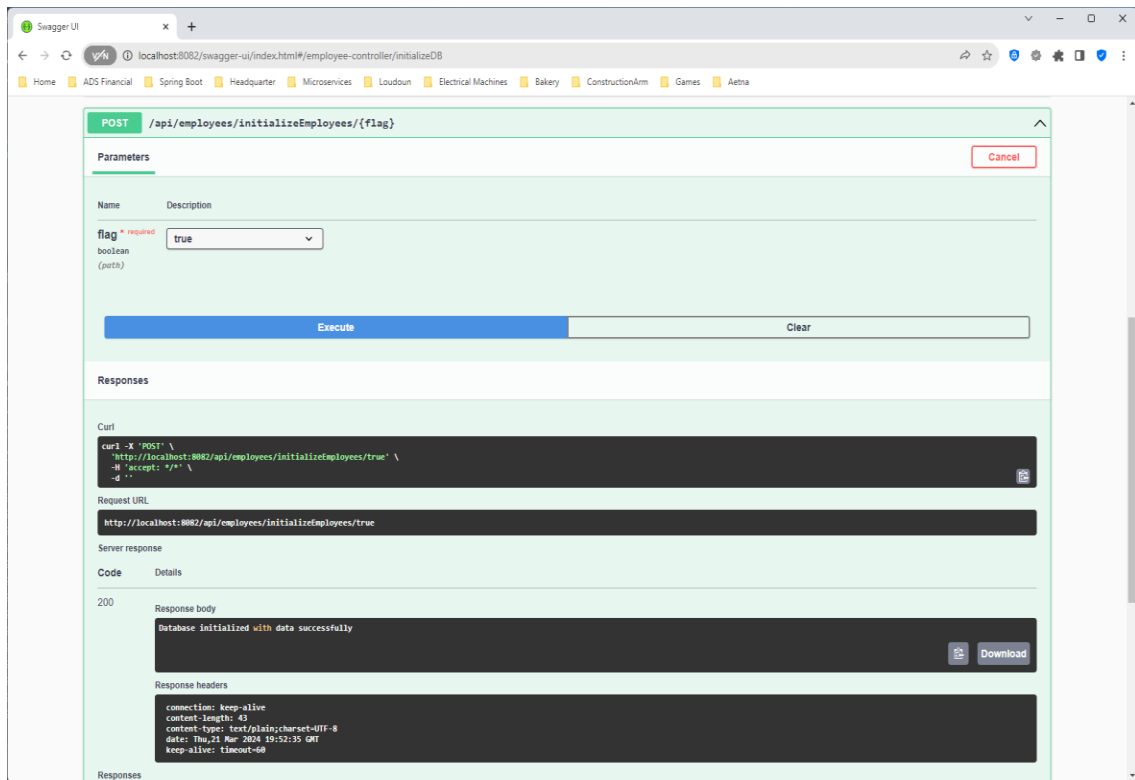 Swagger UI
localhost:8082/swagger-ui/index.html#/employee-controller/initializeDB
Home ADS Financial Spring Boot Headquarter Microservices Loudoun Electrical Machines Bakery ConstructionArm Games Aetna
POST /api/employees/initializeEmployees/{flag}
Parameters Cancel
Name Description
flag * required true
boolean
(path)
Execute Clear
Responses
Curl
curl -X 'POST' \
'http://localhost:8082/api/employees/initializeEmployees/true' \
-H 'accept: */*' \
-d ''
Request URL
http://localhost:8082/api/employees/initializeEmployees/true
Server response
Code Details
200 Response body
Database initialized with data successfully
Download
Response headers
connection: keep-alive
content-length: 43
content-type: text/plain;charset=UTF-8
date: Thu,21 Mar 2024 19:52:35 GMT
keep-alive: timeout=60
Responses